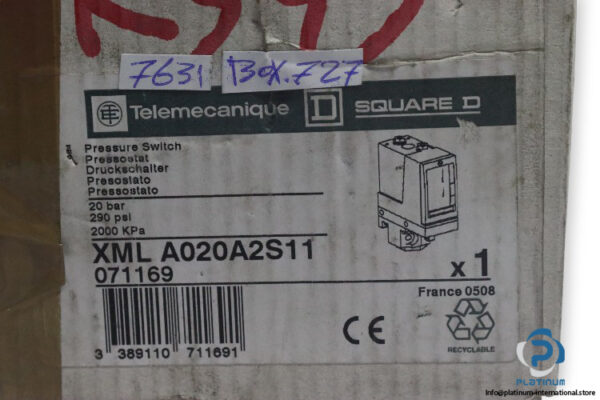 7631 Box.727
Telemecanique SQUARE D
Pressure Switch
Pressostat
Druckschalter
Presostato
Pressostato
20 bar
290 psi
2000 KPa
XML A020A2S11
071169
x 1
France 0508
CE
RECYCLABLE
3 389110 711691
PLATINUM
Info@platinum-international.store